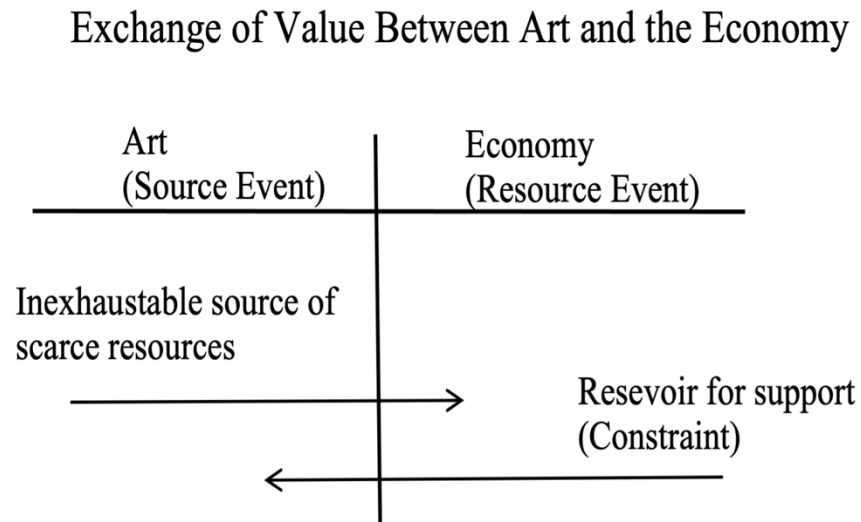 Exchange of Value Between Art and the Economy
Art
(Source Event)
Economy
(Resource Event)
Inexhaustable source of
scarce resources
Resevoir for support
(Constraint)